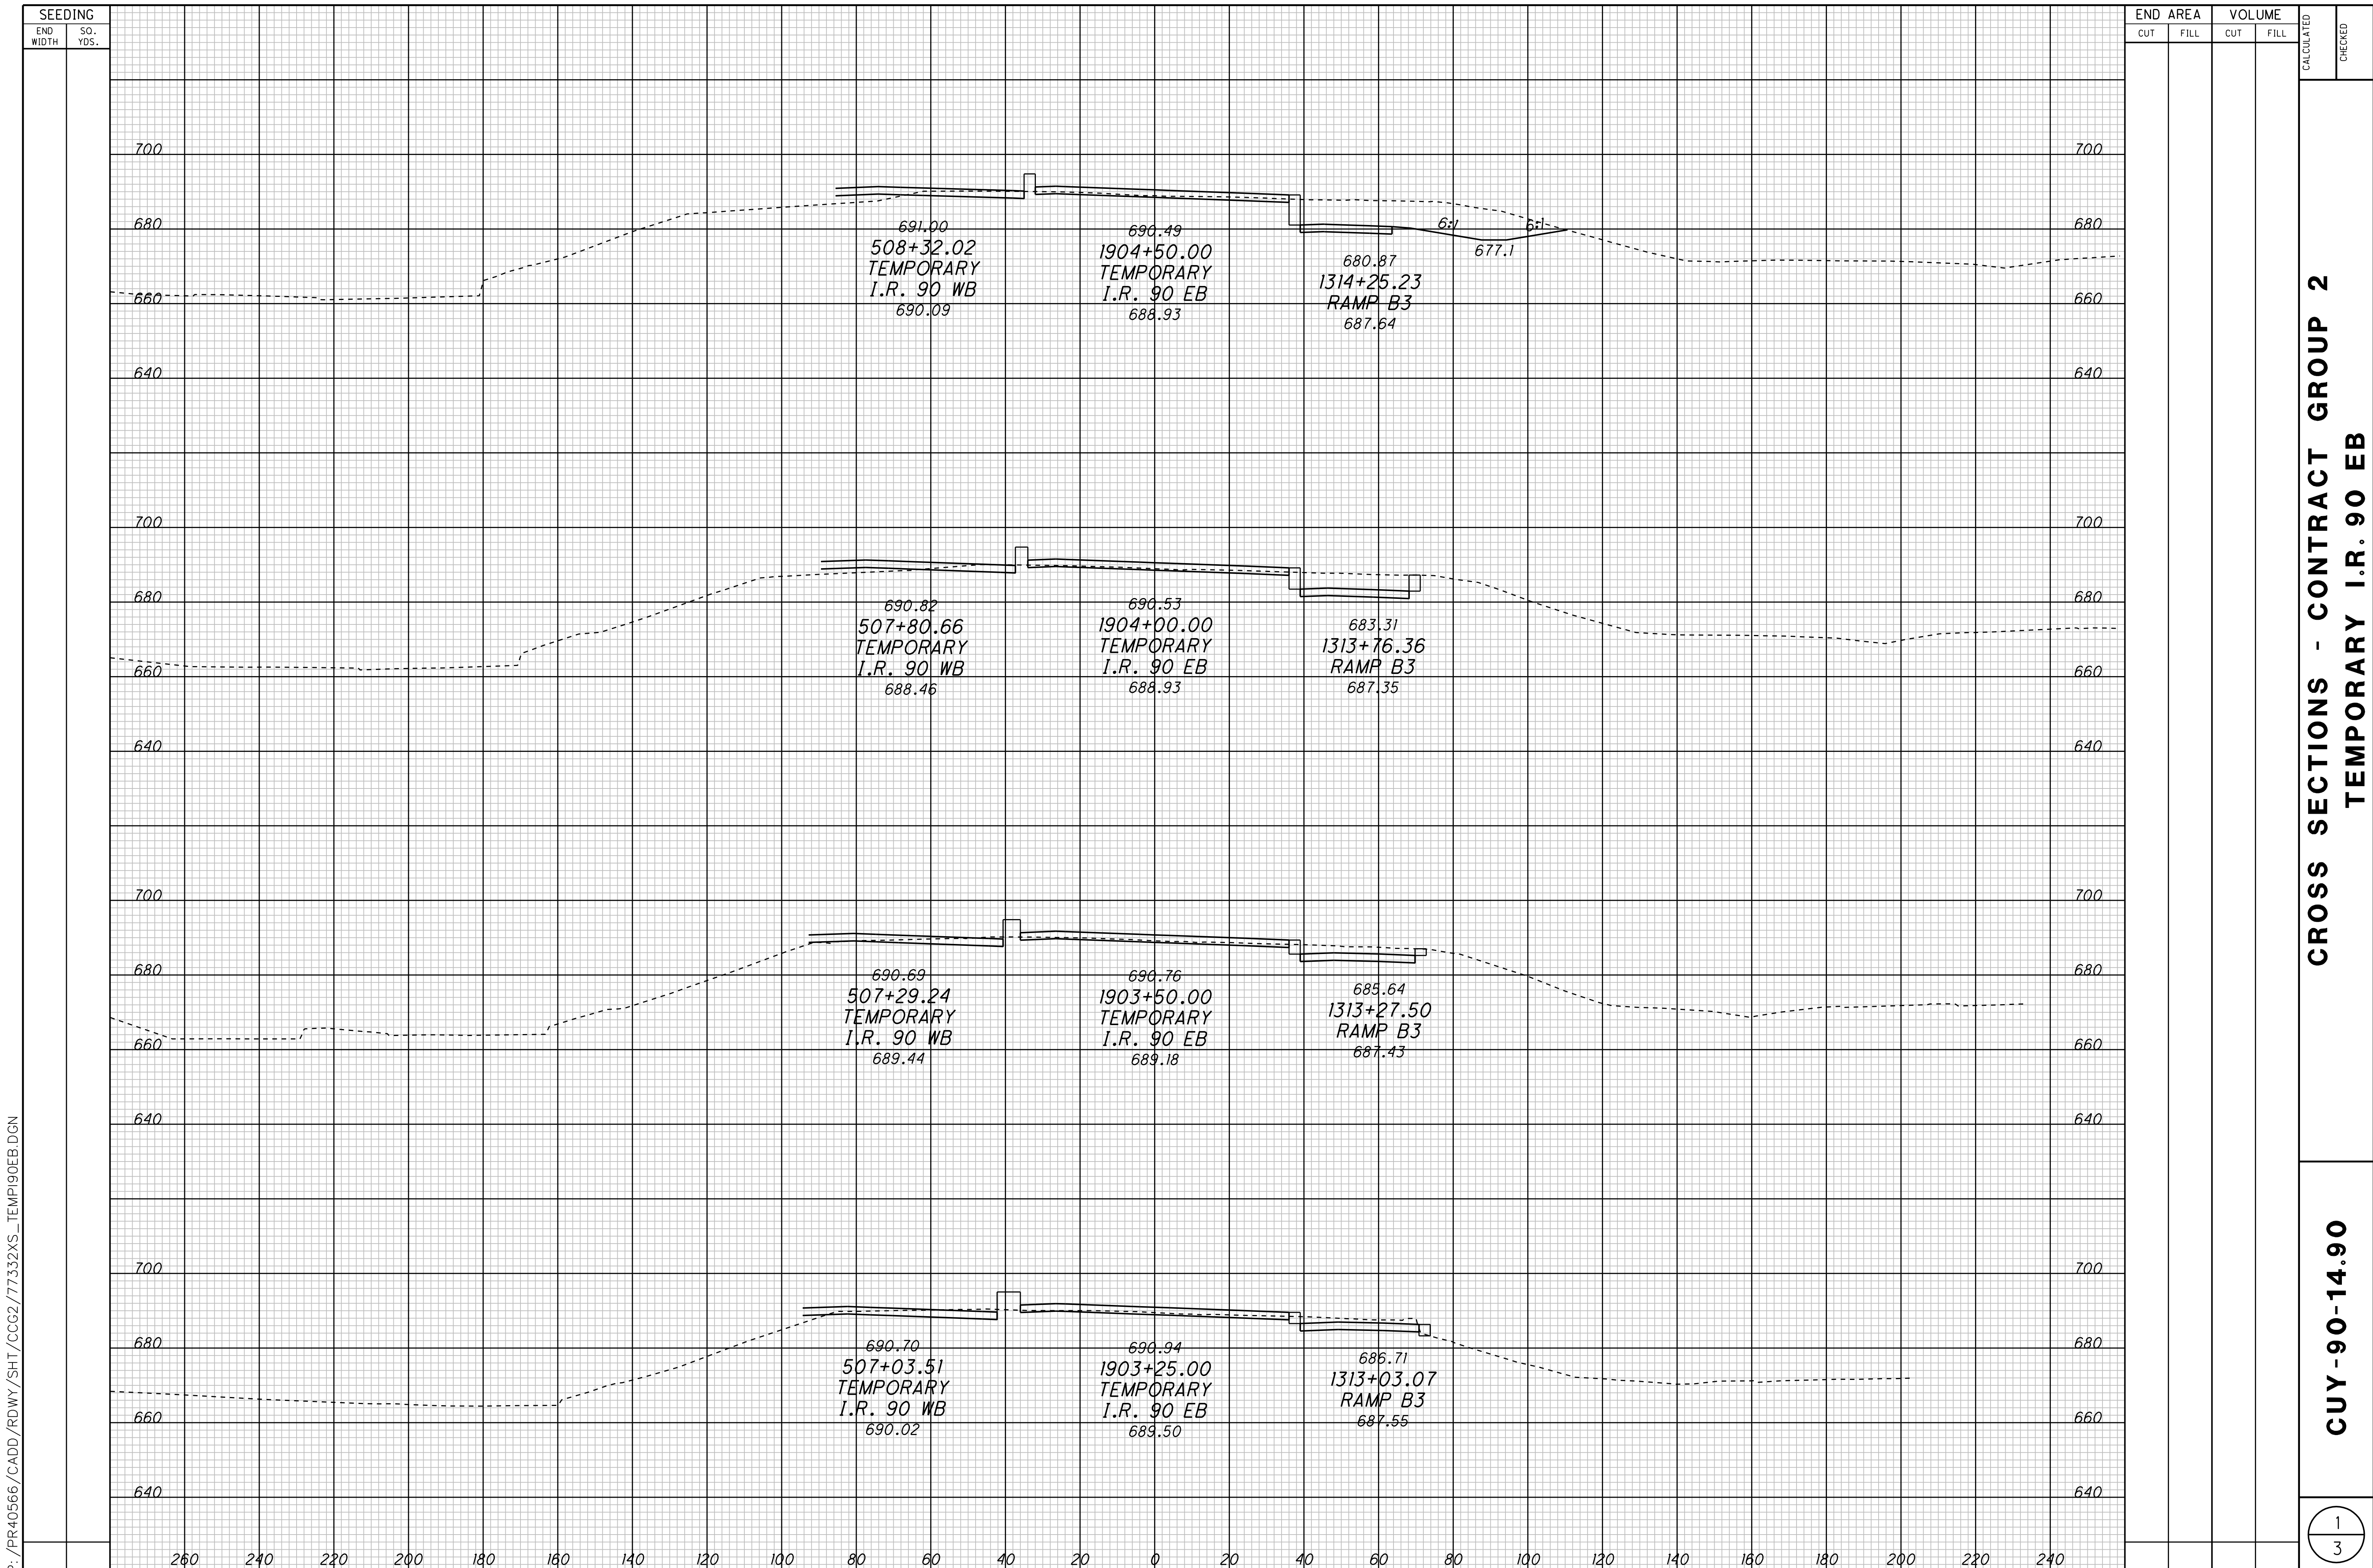 SEEDING
END WIDTH
SQ. YDS.
END AREA
VOLUME
CUT
FILL
CUT
FILL
CALCULATED
CHECKED
700
700
680
680
691.00
508+32.02
TEMPORARY
I.R. 90 WB
690.09
690.49
1904+50.00
TEMPORARY
I.R. 90 EB
688.93
680.87
1314+25.23
RAMP B3
687.64
6:1
6:1
677.1
660
660
640
640
700
700
680
680
690.82
507+80.66
TEMPORARY
I.R. 90 WB
688.46
690.53
1904+00.00
TEMPORARY
I.R. 90 EB
688.93
683.31
1313+76.36
RAMP B3
687.35
660
660
640
640
700
700
680
680
690.69
507+29.24
TEMPORARY
I.R. 90 WB
689.44
690.76
1903+50.00
TEMPORARY
I.R. 90 EB
689.18
685.64
1313+27.50
RAMP B3
687.43
660
660
640
640
700
700
680
680
690.70
507+03.51
TEMPORARY
I.R. 90 WB
690.02
690.94
1903+25.00
TEMPORARY
I.R. 90 EB
689.50
686.71
1313+03.07
RAMP B3
687.55
660
660
640
640
260 240 220 200 180 160 140 120 100 80 60 40 20 0 20 40 60 80 100 120 140 160 180 200 220 240
CROSS SECTIONS - CONTRACT GROUP 2
TEMPORARY I.R. 90 EB
CUY-90-14.90
1
3
:/PR40566/CADD/RDWY/SHT/CCG2/77332XS_TEMPI90EB.DGN